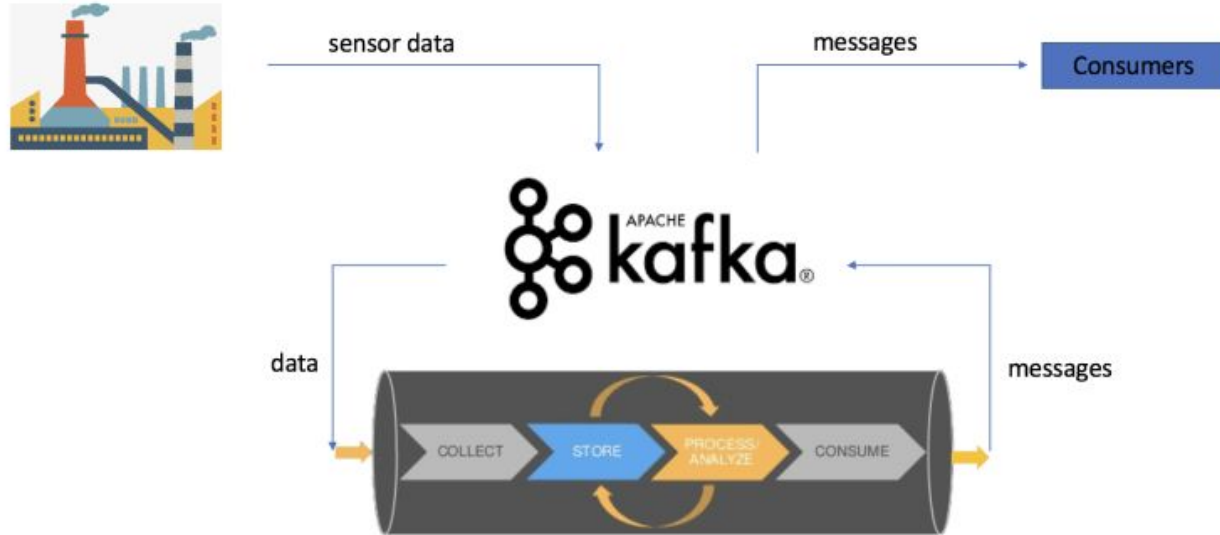 sensor data
messages
Consumers
APACHE
kafka®
data
messages
COLLECT
STORE
PROCESS/
ANALYZE
CONSUME